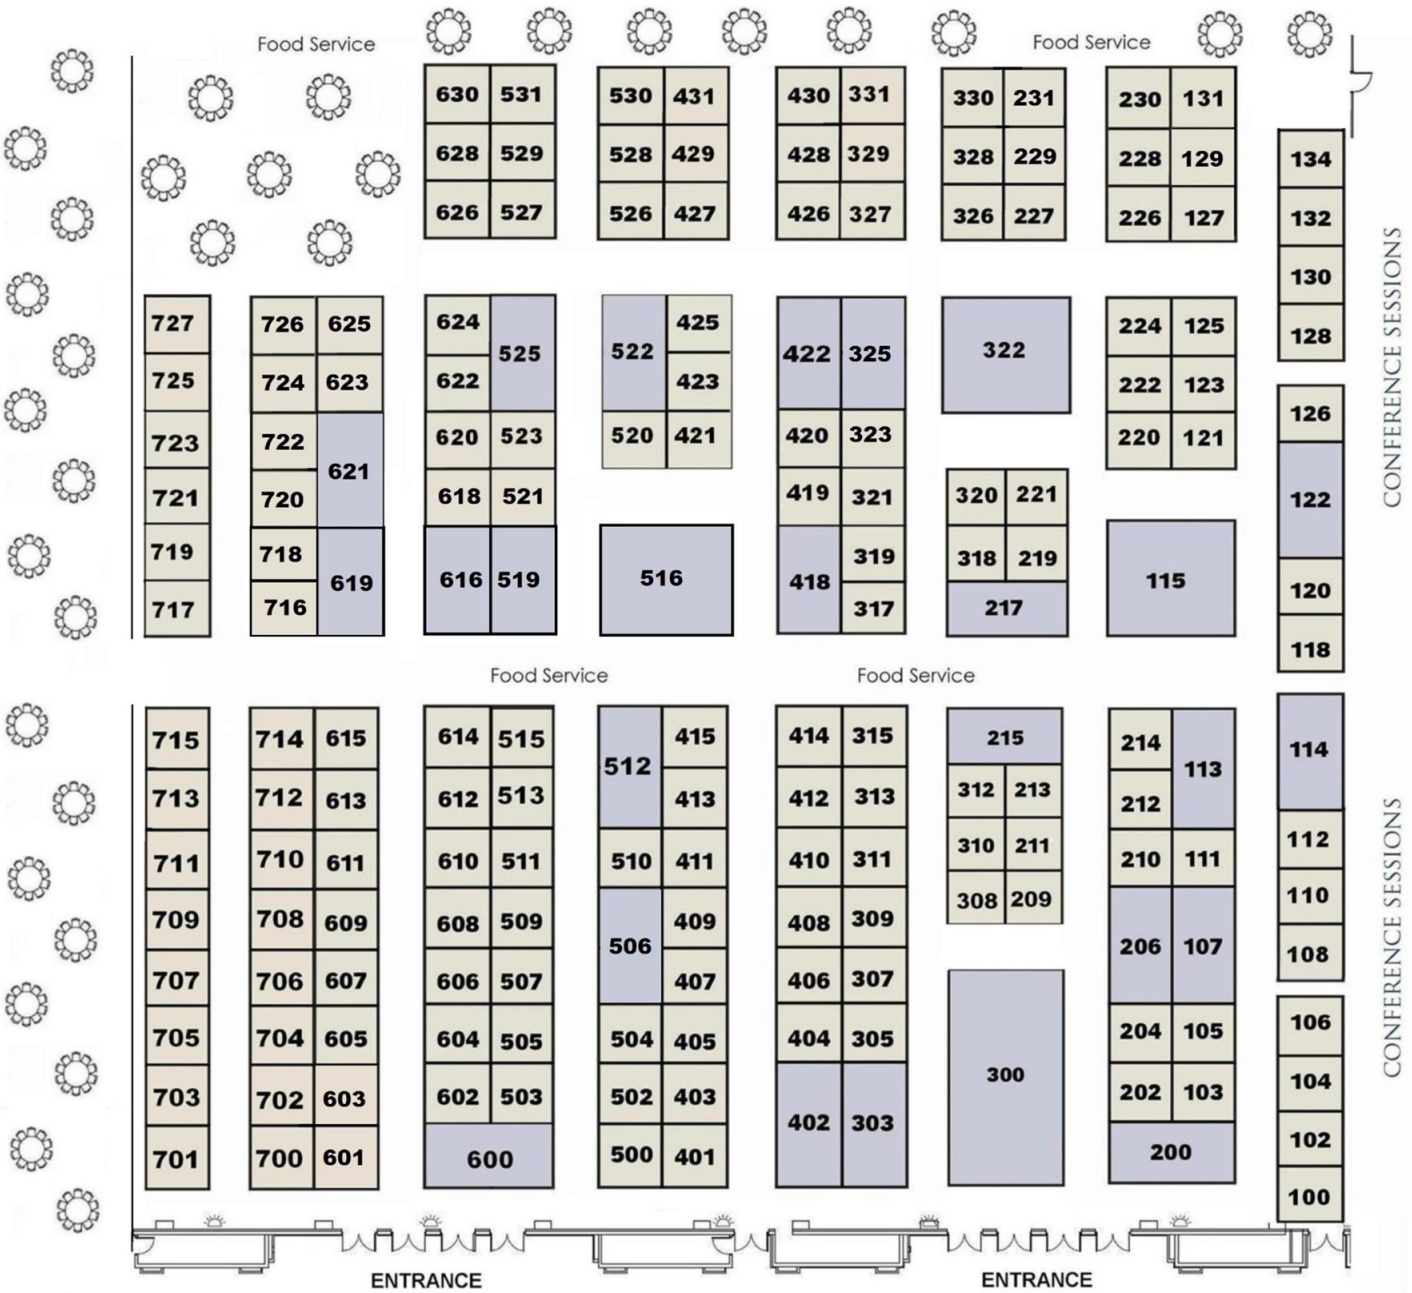 Food Service
Food Service
630 531 530 431 430 331 330 231 230 131
628 529 528 429 428 329 328 229 228 129 134
626 527 526 427 426 327 326 227 226 127 132
130
727 726 625 624 525 522 425 422 325 322 224 125 128
725 724 623 622 423 222 123
723 722 621 620 523 520 421 420 323 220 121 126
721 720 618 521 419 321 320 221 122
719 718 619 616 519 516 418 319 318 219 115 120
717 716 317 217 118
CONFERENCE SESSIONS
Food Service
Food Service
715 714 615 614 515 512 415 414 315 215 214 113 114
713 712 613 612 513 413 412 313 312 213 212
711 710 611 610 511 510 411 410 311 310 211 210 111 112
709 708 609 608 509 506 409 408 309 308 209 206 107 110
707 706 607 606 507 407 406 307 108
705 704 605 604 505 504 405 404 305 300 204 105 106
703 702 603 602 503 502 403 402 303 202 103 104
701 700 601 600 500 401 200 102
100
CONFERENCE SESSIONS
ENTRANCE
ENTRANCE